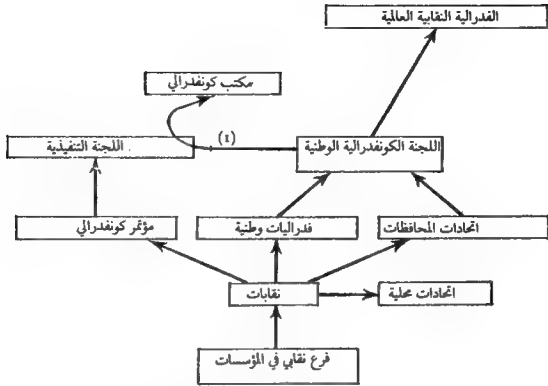 الفدرالية النقابية العالمية
مكتب كونفدرالي
(١)
اللجنة الكونفدرالية الوطنية
اللجنة التنفيذية
اتحادات المحافظات
فدراليات وطنية
مؤتمر كونفدرالي
نقابات
اتحادات محلية
فرع نقابي في المؤسسات